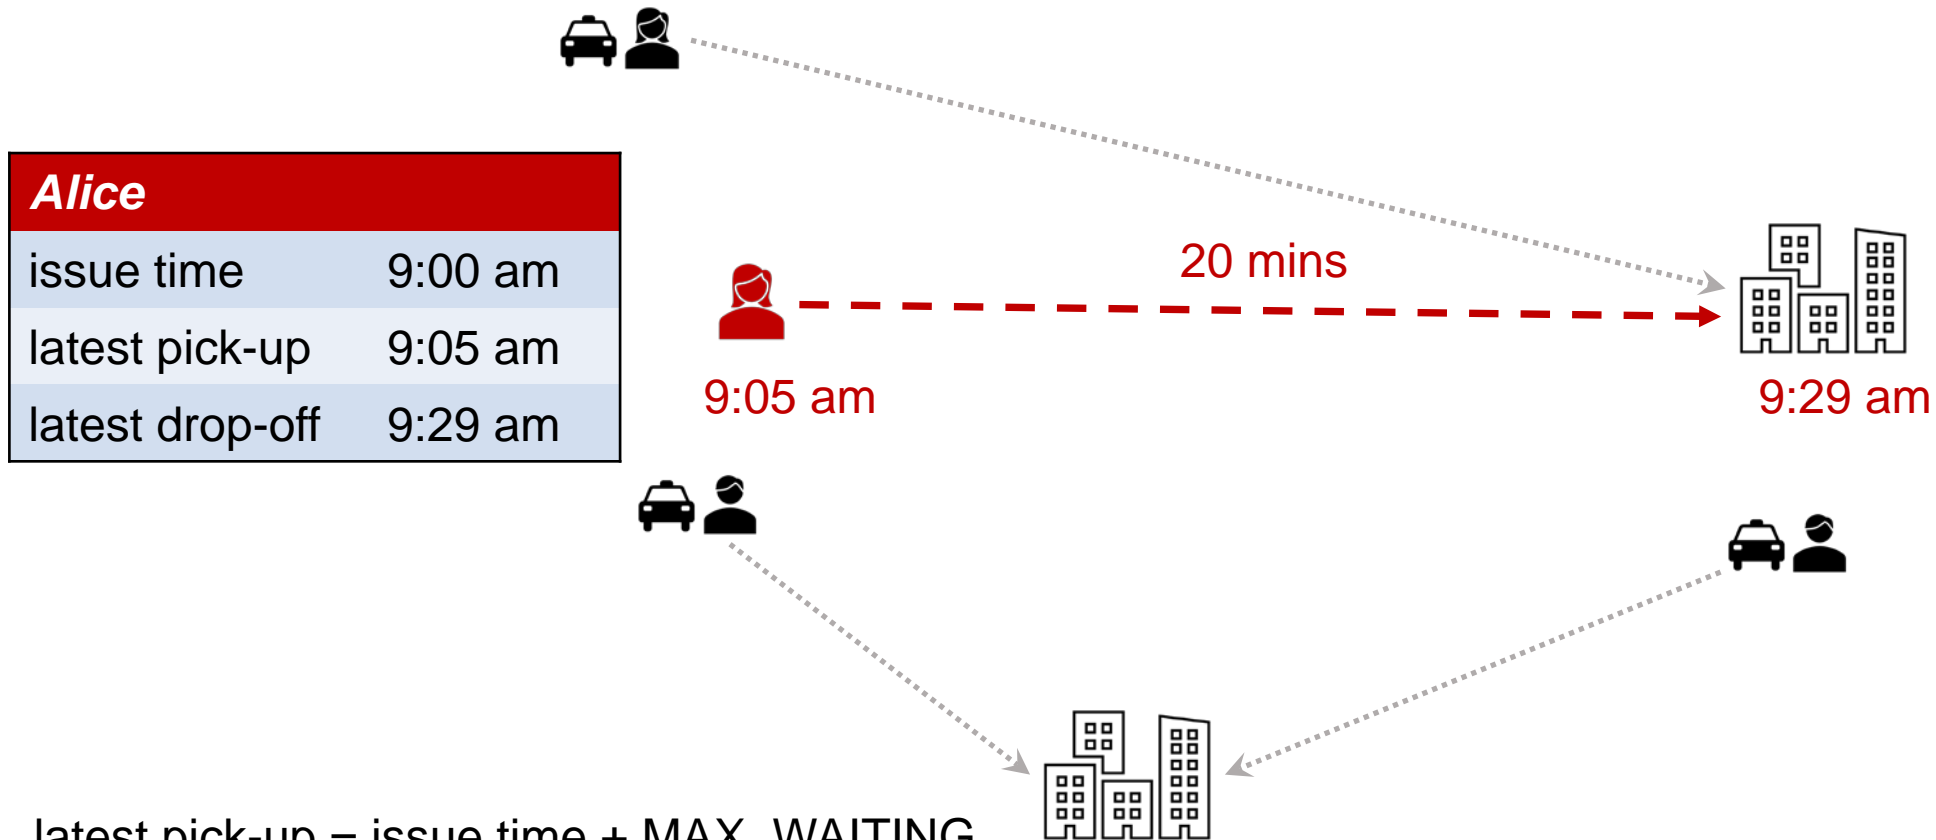 Alice
issue time 9:00 am
latest pick-up 9:05 am
latest drop-off 9:29 am
20 mins
9:05 am
9:29 am
latest pick-up = issue time + MAX_WAITING